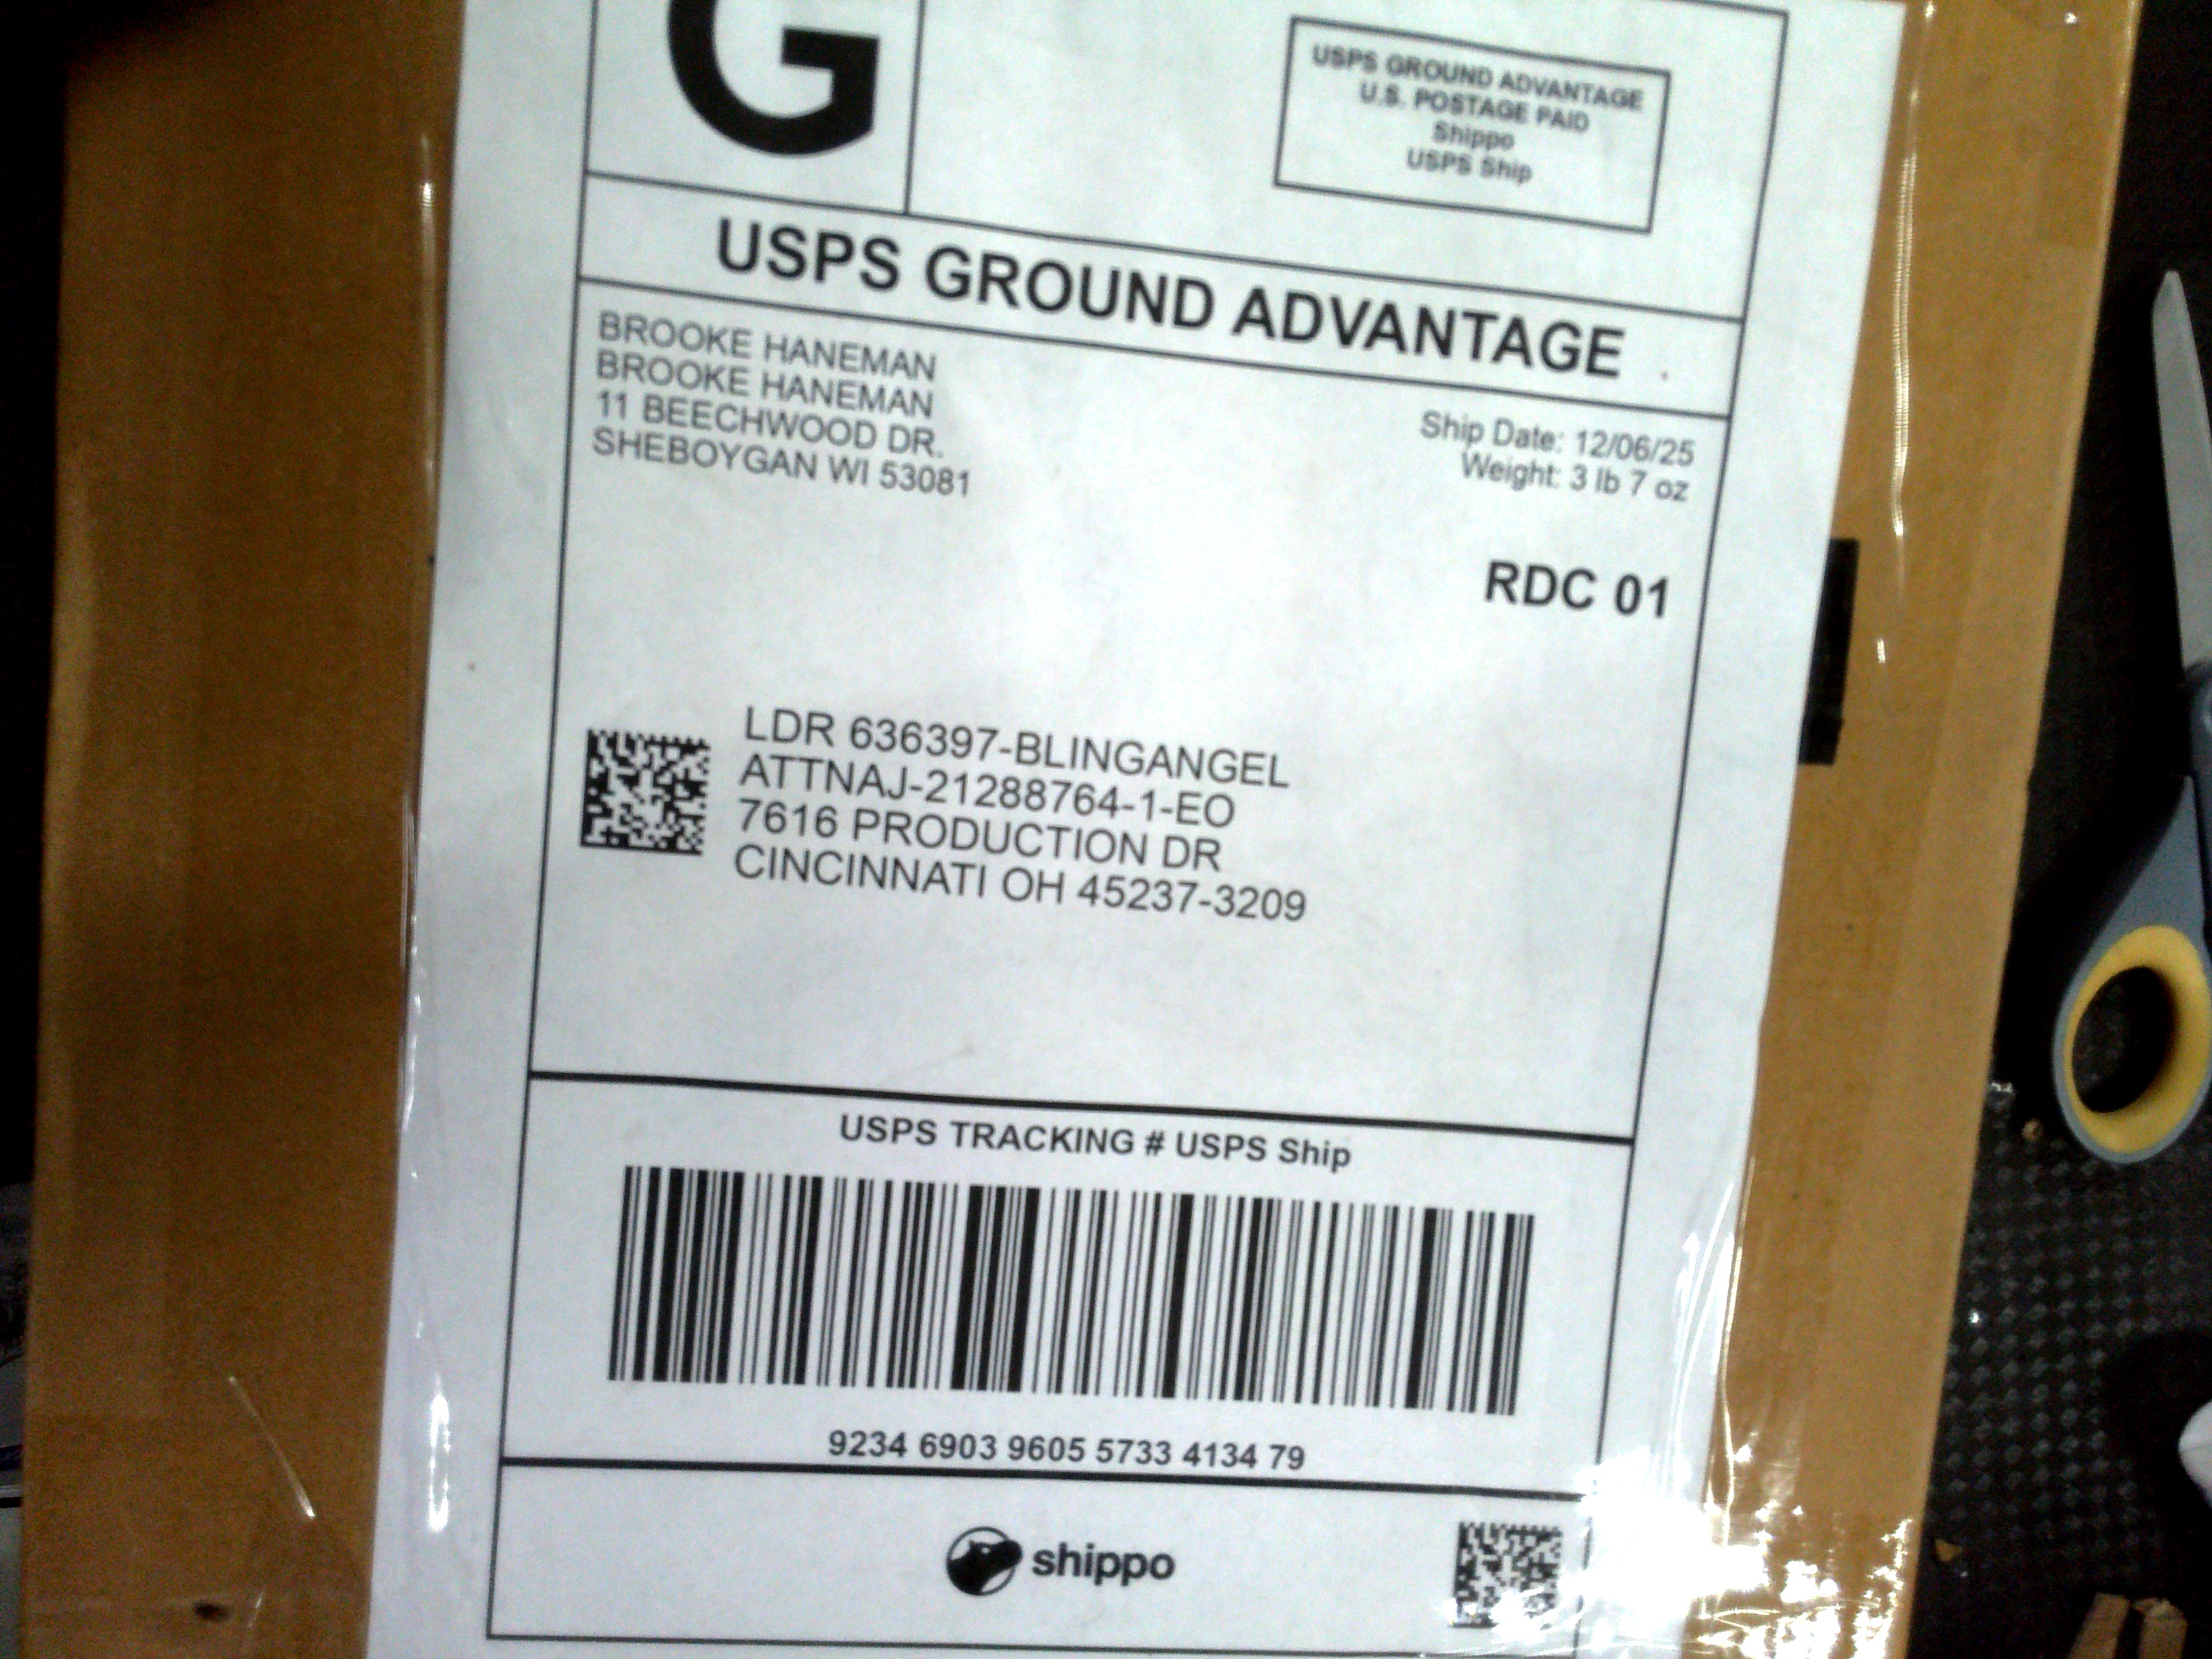 G
USPS GROUND ADVANTAGE
U.S. POSTAGE PAID
Shippo
USPS Ship
USPS GROUND ADVANTAGE
BROOKE HANEMAN
BROOKE HANEMAN
11 BEECHWOOD DR.
SHEBOYGAN WI 53081
Ship Date: 12/06/25
Weight: 3 lb 7 oz
RDC 01
LDR 636397-BLINGANGEL
ATTNAJ-21288764-1-EO
7616 PRODUCTION DR
CINCINNATI OH 45237-3209
USPS TRACKING # USPS Ship
9234 6903 9605 5733 4134 79
shippo